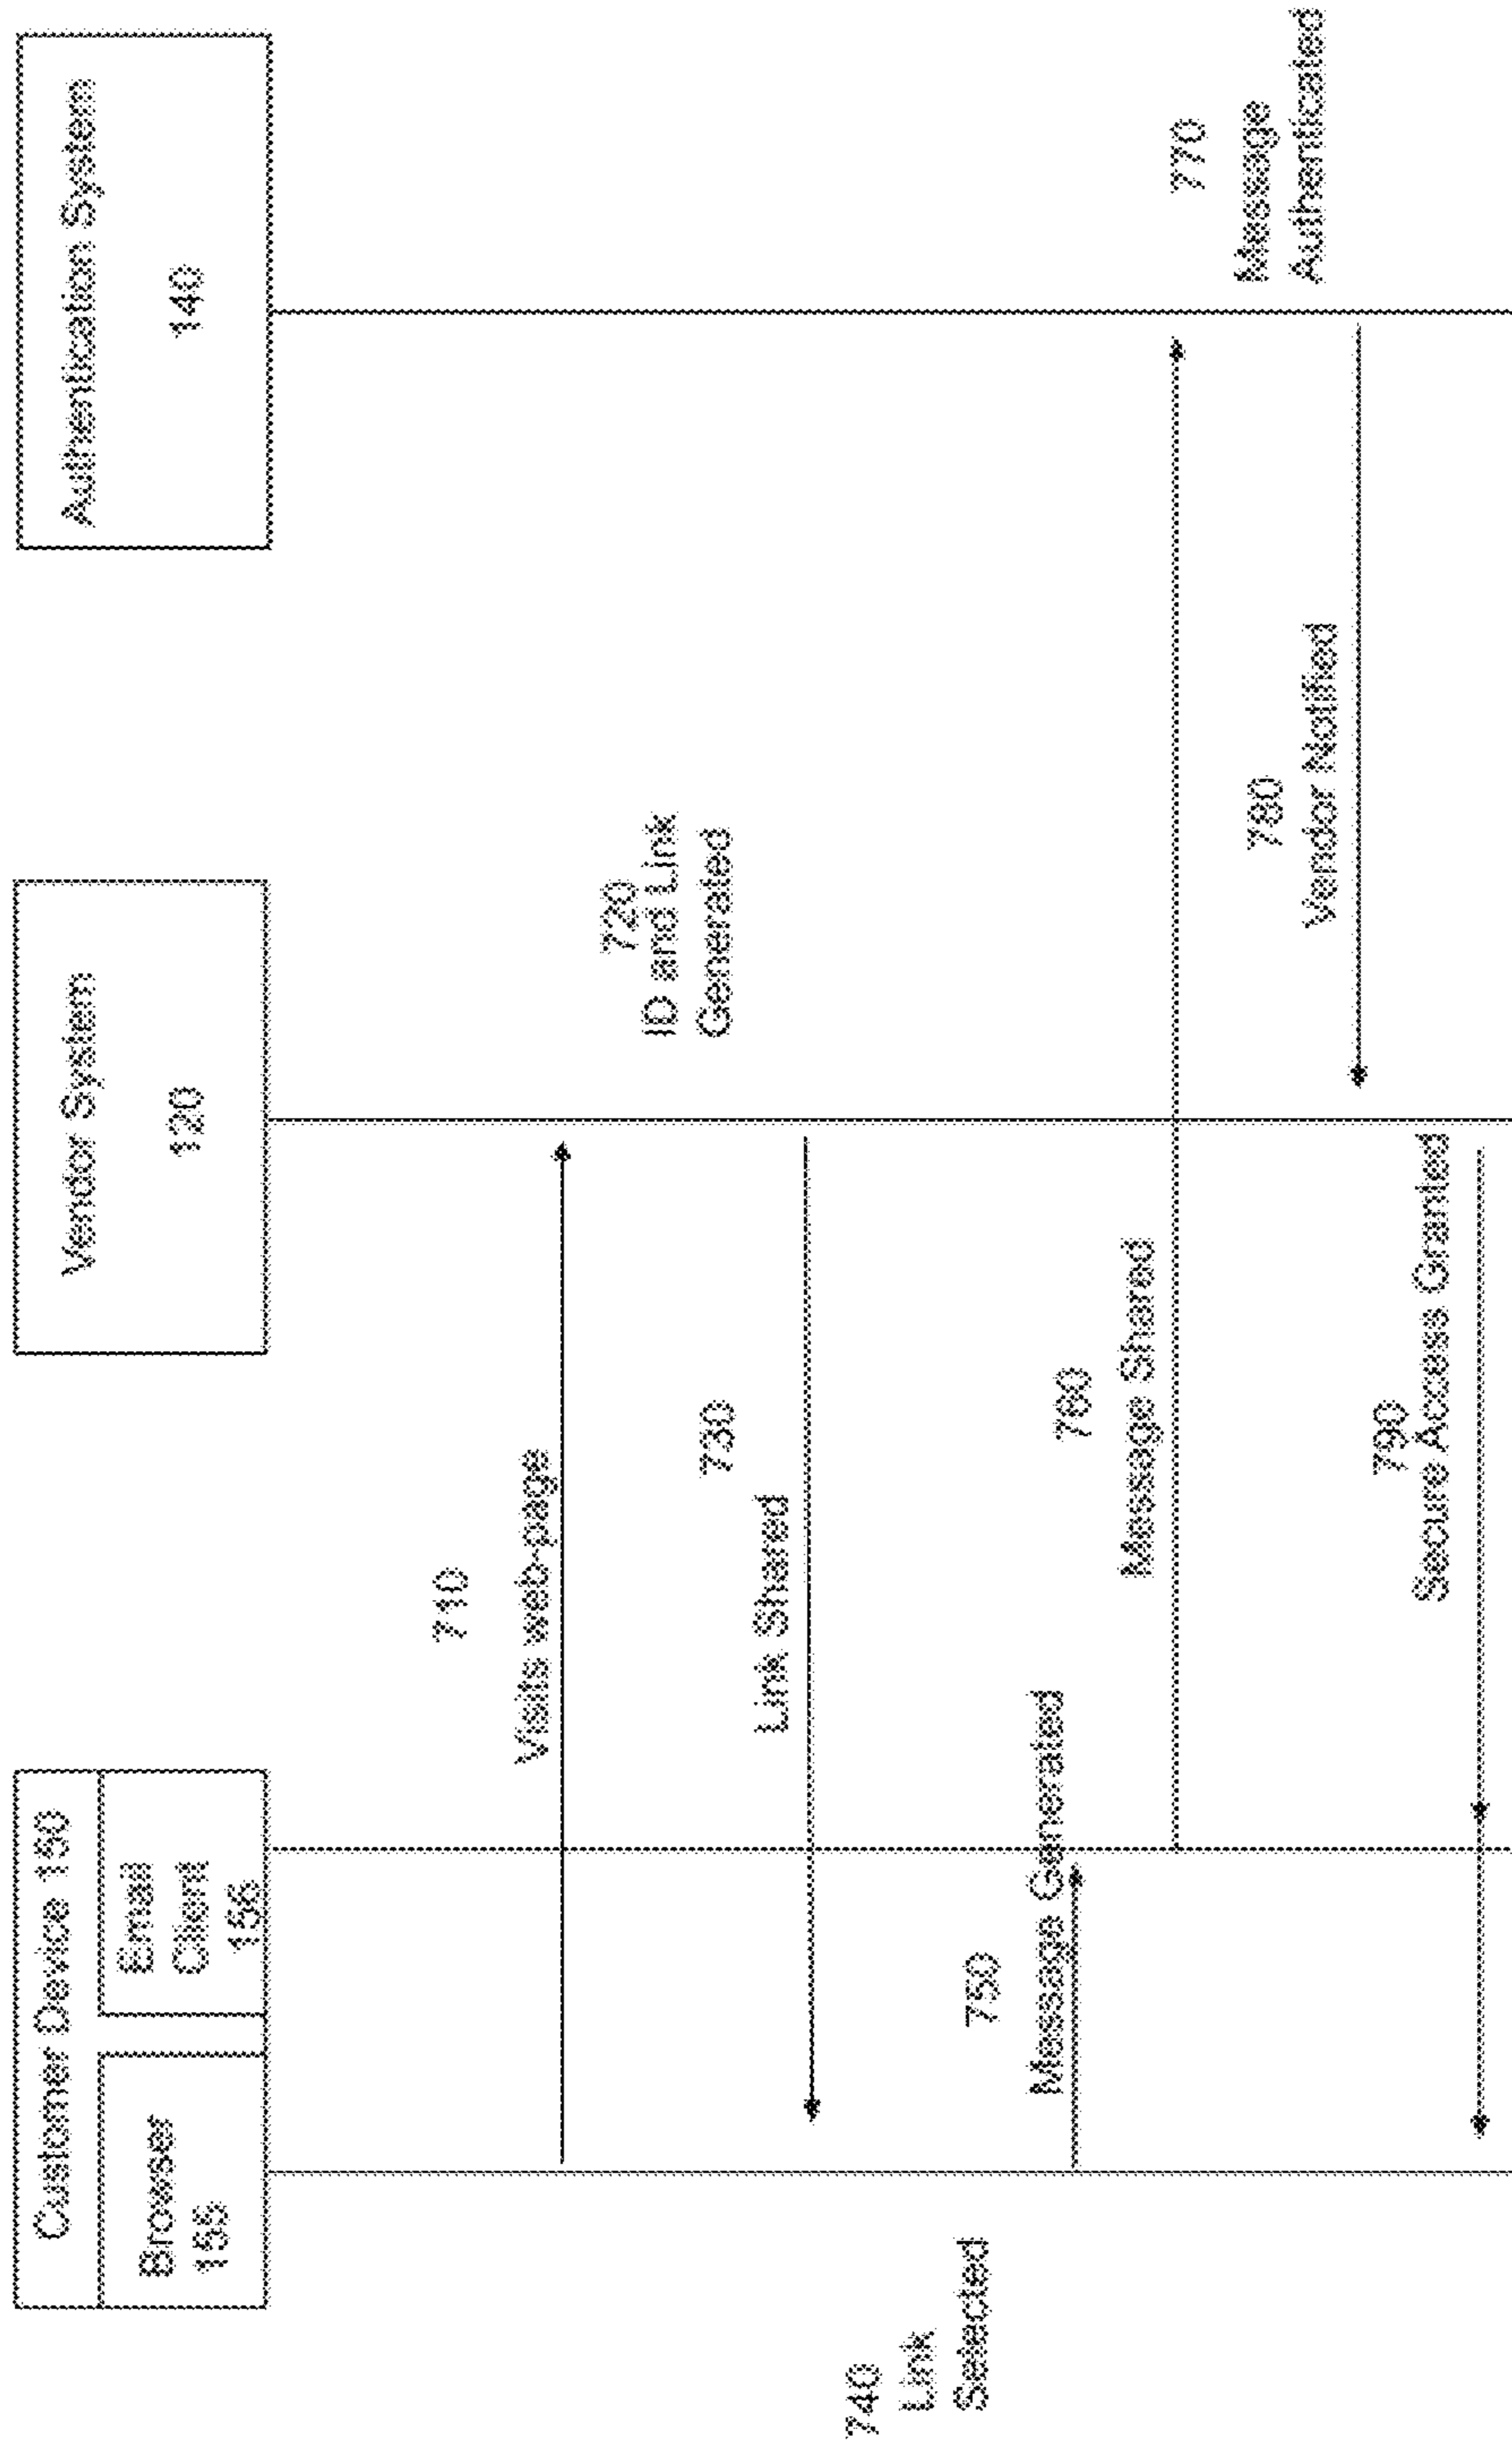 Customer Device 150
Browser
155
Email
Client
156
Vendor System
120
Authentication System
140
710
Visits web-page
720
ID and Link
Generated
730
Link Shared
740
Link
Selected
750
Message Generated
760
Message Shared
770
Message
Authenticated
780
Vendor Notified
790
Secure Access Granted